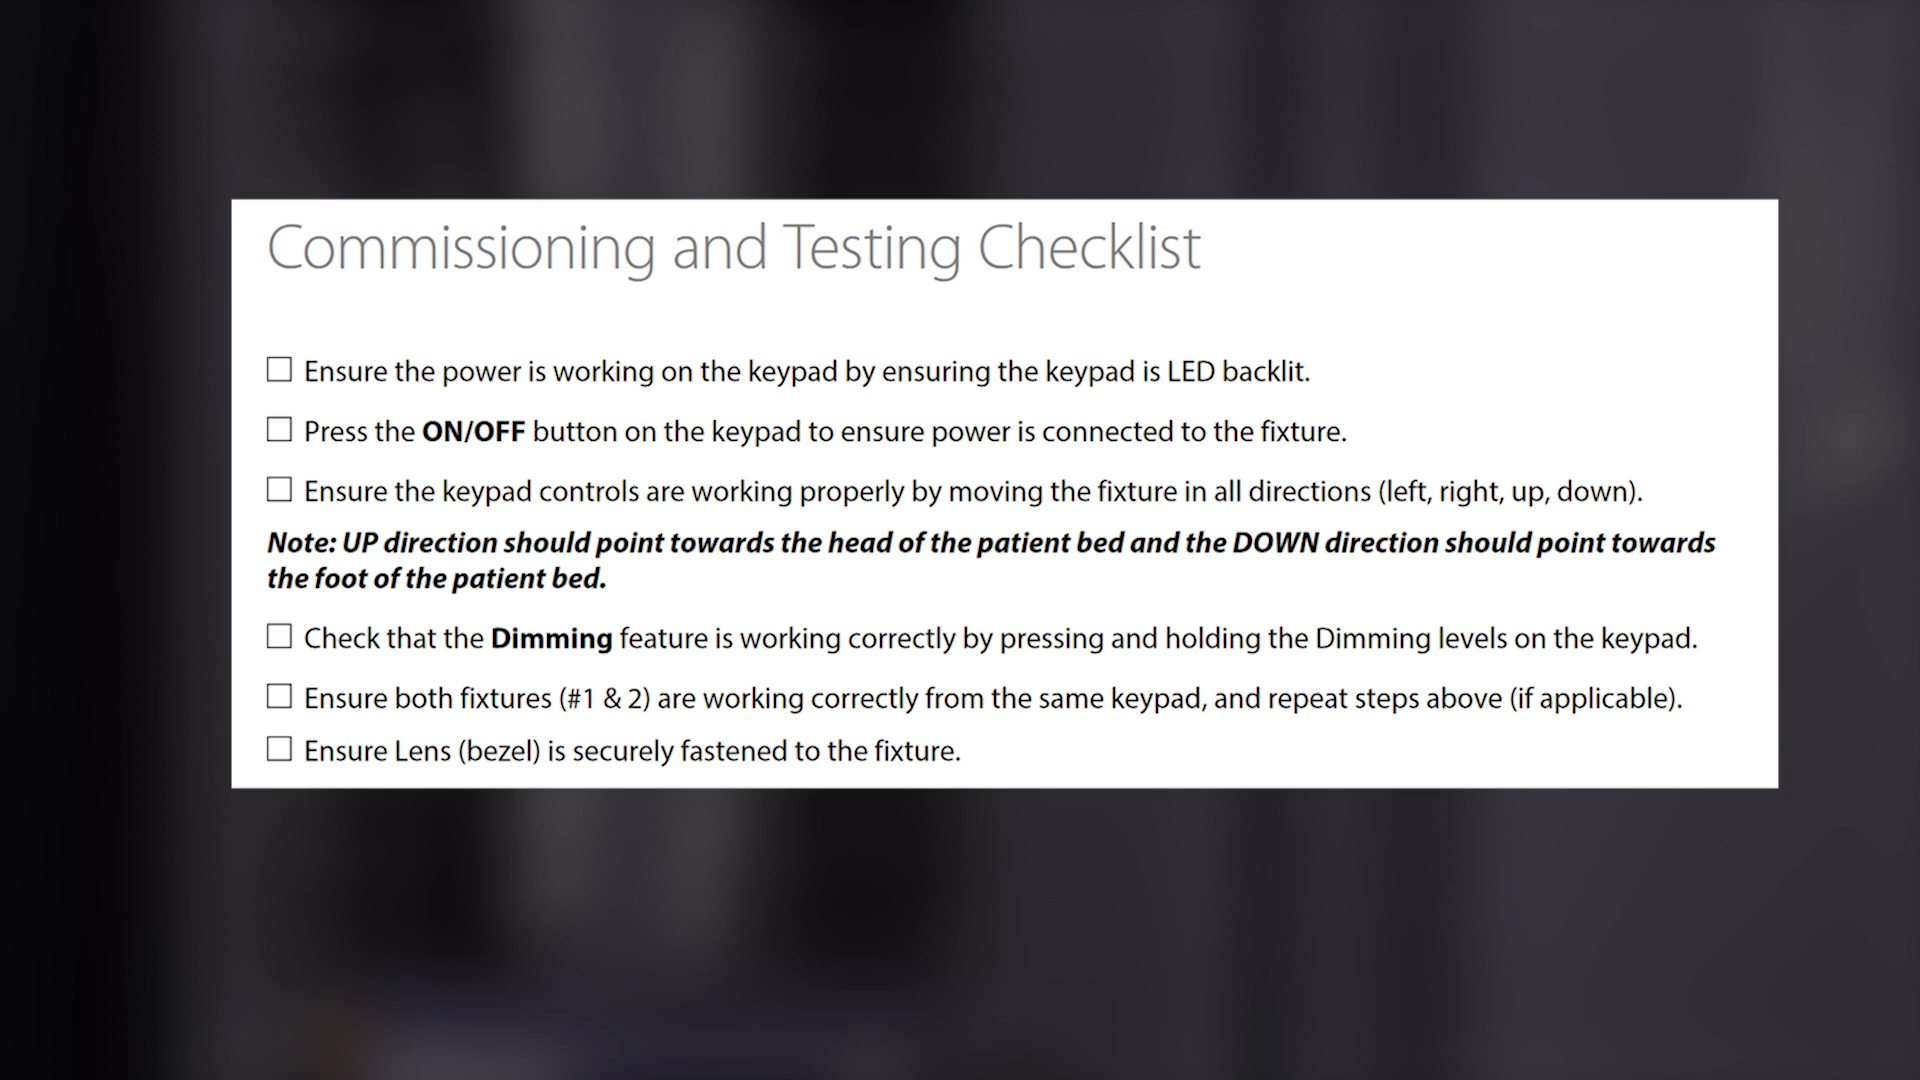 Commissioning and Testing Checklist
Ensure the power is working on the keypad by ensuring the keypad is LED backlit.
Press the ON/OFF button on the keypad to ensure power is connected to the fixture.
Ensure the keypad controls are working properly by moving the fixture in all directions (left, right, up, down).
Note: UP direction should point towards the head of the patient bed and the DOWN direction should point towards
the foot of the patient bed.
Check that the Dimming feature is working correctly by pressing and holding the Dimming levels on the keypad.
Ensure both fixtures (#1 & 2) are working correctly from the same keypad, and repeat steps above (if applicable).
Ensure Lens (bezel) is securely fastened to the fixture.